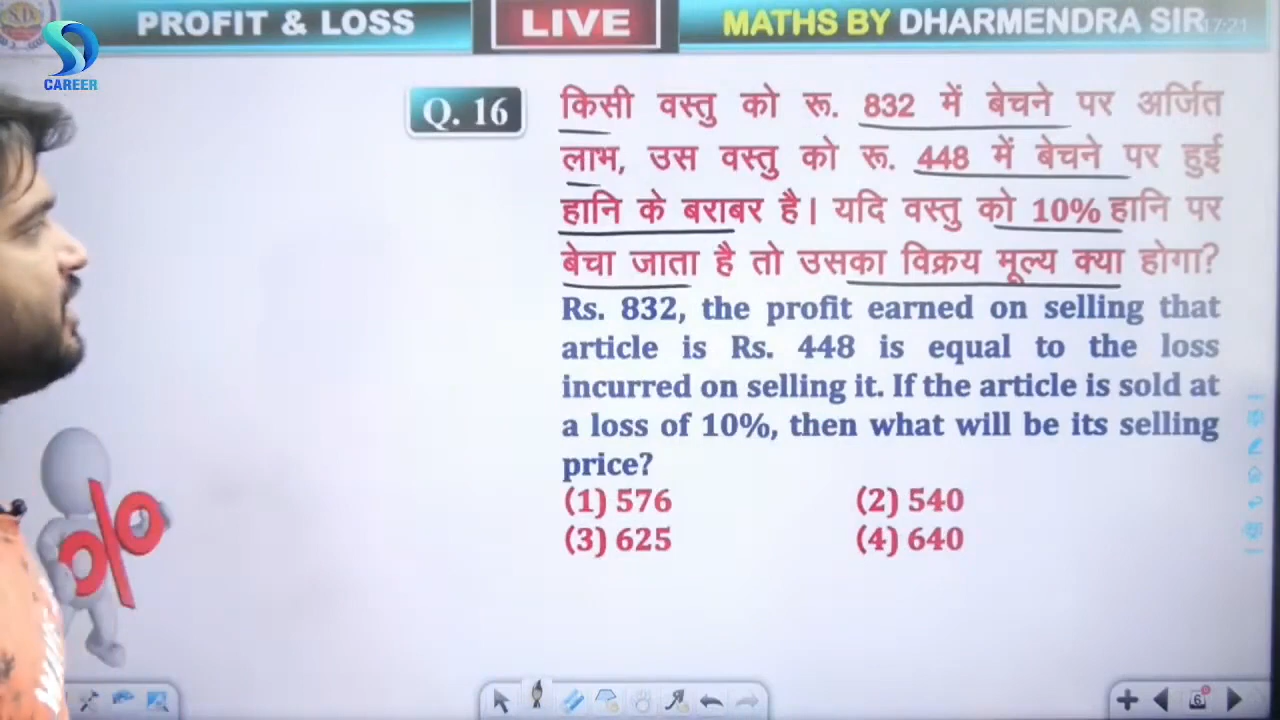 PROFIT & LOSS
LIVE
MATHS BY DHARMENDRA SIR
17:21
CAREER
Q. 16
किसी वस्तु को रू. 832 में बेचने पर अर्जित
लाभ, उस वस्तु को रू. 448 में बेचने पर हुई
हानि के बराबर है। यदि वस्तु को 10% हानि पर
बेचा जाता है तो उसका विक्रय मूल्य क्या होगा?
Rs. 832, the profit earned on selling that
article is Rs. 448 is equal to the loss
incurred on selling it. If the article is sold at
a loss of 10%, then what will be its selling
price?
(1) 576 (2) 540
(3) 625 (4) 640
%
6